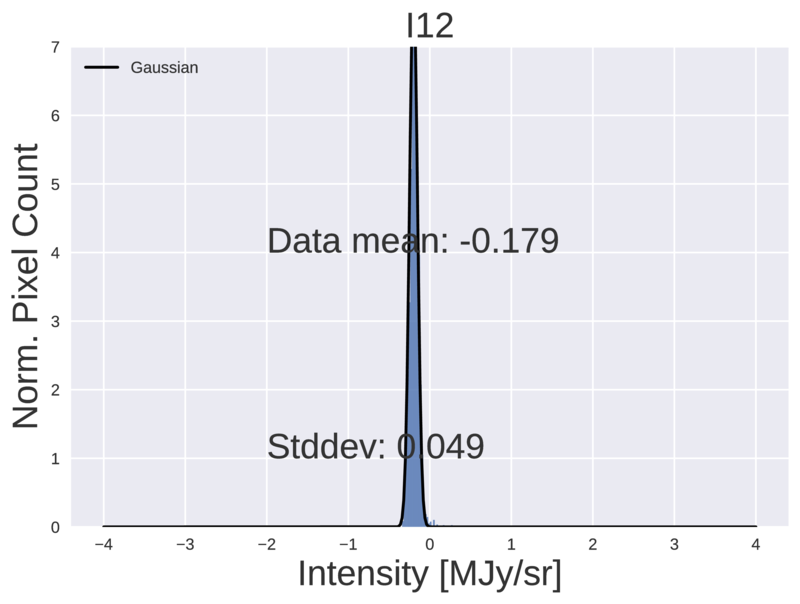 I12
Gaussian
Norm. Pixel Count
7
6
5
4
3
2
1
0
Data mean: -0.179
Stddev: 0.049
−4
−3
−2
−1
0
1
2
3
4
Intensity [MJy/sr]